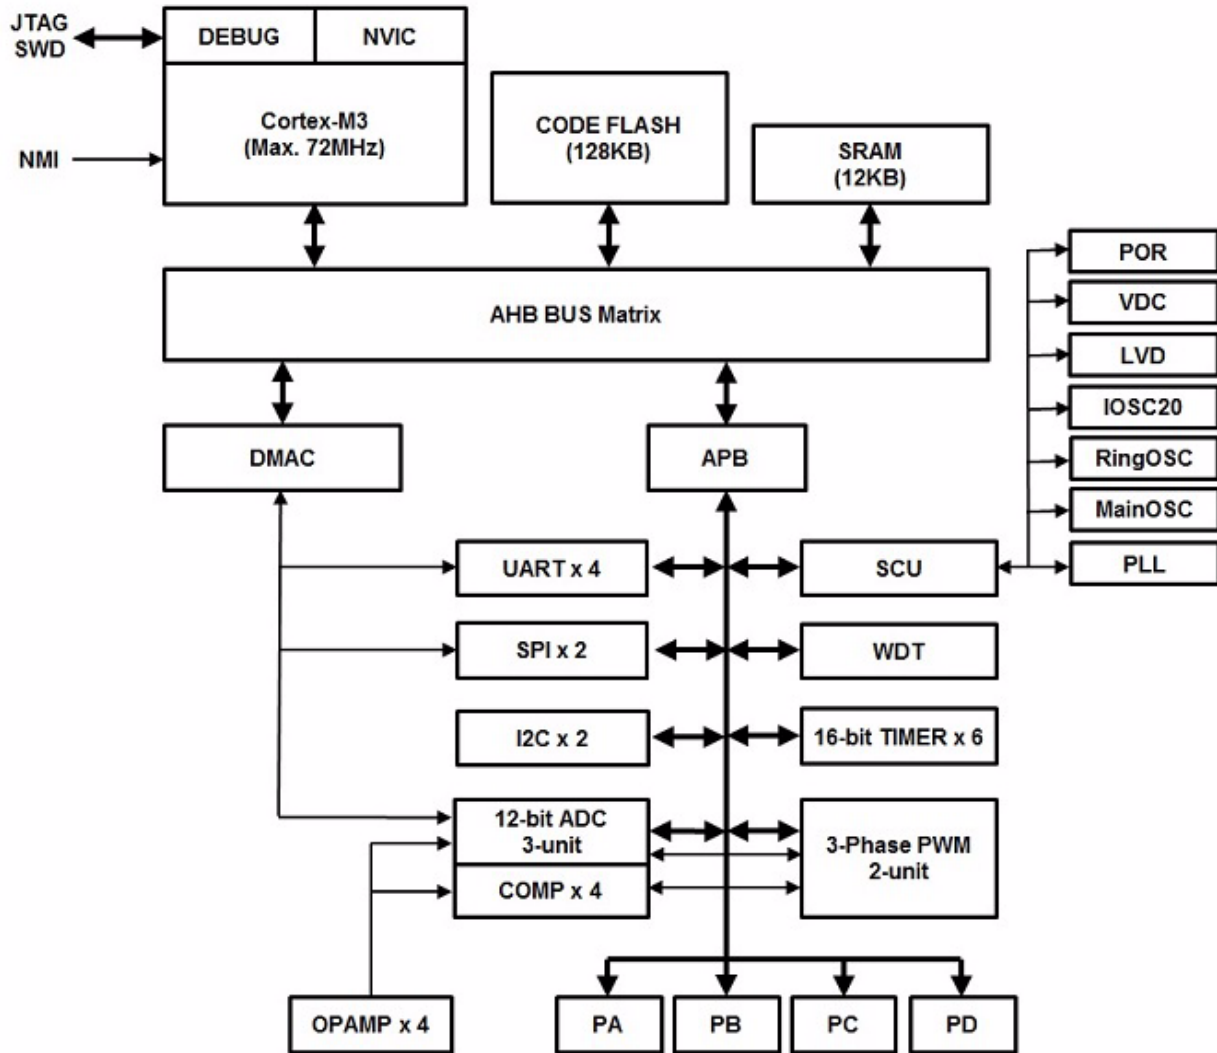 JTAG
SWD
DEBUG
NVIC
Cortex-M3
(Max. 72MHz)
NMI
CODE FLASH
(128KB)
SRAM
(12KB)
AHB BUS Matrix
POR
VDC
LVD
IOSC20
RingOSC
MainOSC
PLL
DMAC
APB
UART x 4
SCU
SPI x 2
WDT
I2C x 2
16-bit TIMER x 6
12-bit ADC
3-unit
COMP x 4
3-Phase PWM
2-unit
OPAMP x 4
PA
PB
PC
PD